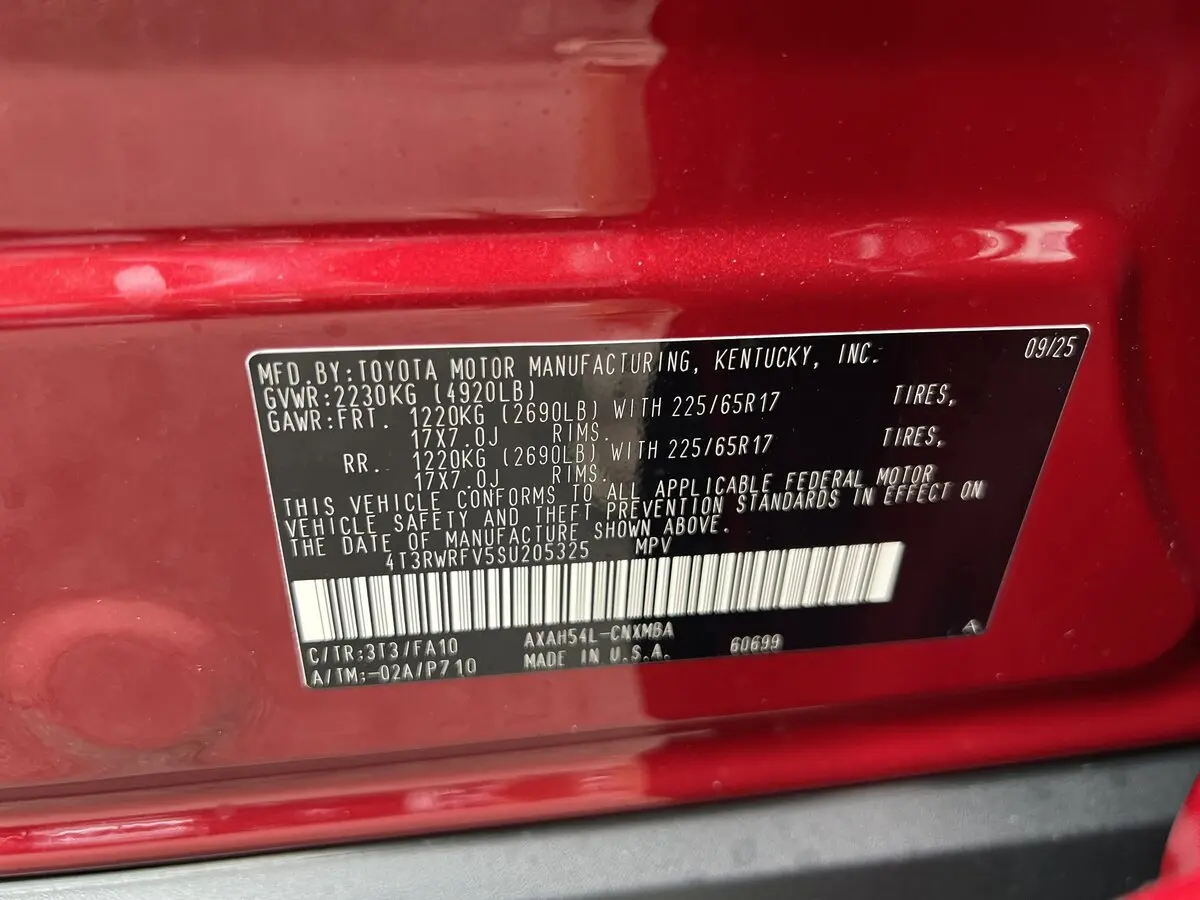 MFD.BY:TOYOTA MOTOR MANUFACTURING, KENTUCKY, INC. 09/25
GVWR:2230KG (4920LB)
GAWR:FRT. 1220KG (2690LB) WITH 225/65R17 TIRES,
17X7.0J RIMS.
RR. 1220KG (2690LB) WITH 225/65R17 TIRES,
17X7.0J RIMS.
THIS VEHICLE CONFORMS TO ALL APPLICABLE FEDERAL MOTOR
VEHICLE SAFETY AND THEFT PREVENTION STANDARDS IN EFFECT ON
THE DATE OF MANUFACTURE SHOWN ABOVE.
4T3RWRFV5SU205325 MPV
C/TR:3T3/FA10 AXAH54L-CNXMBA
A/TM:-02A/P710 MADE IN U.S.A. 60699 A